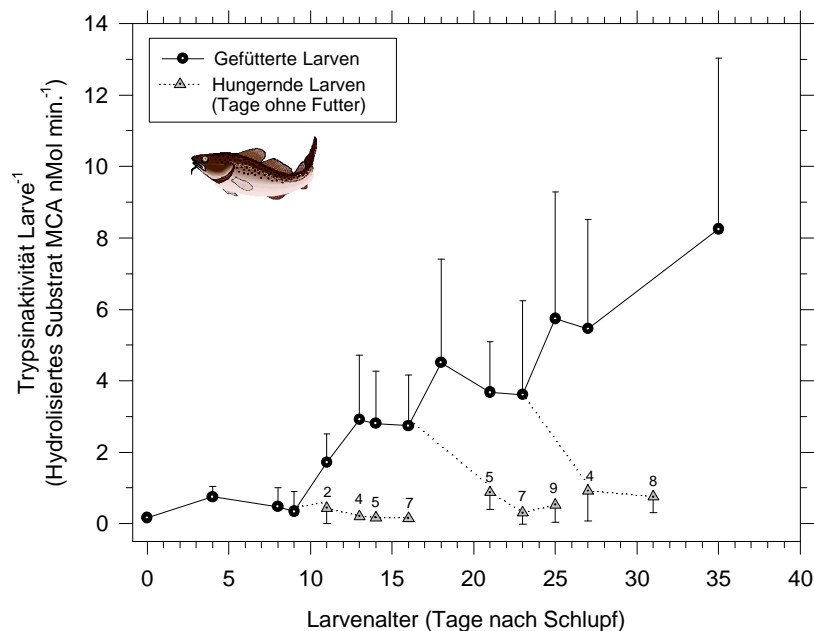 14
12
10
8
6
4
2
0
Trypsinaktivität Larve⁻¹
(Hydrolisiertes Substrat MCA nMol min.⁻¹)
Gefütterte Larven
Hungernde Larven
(Tage ohne Futter)
2
4
5
7
5
7
9
4
8
0 5 10 15 20 25 30 35 40
Larvenalter (Tage nach Schlupf)